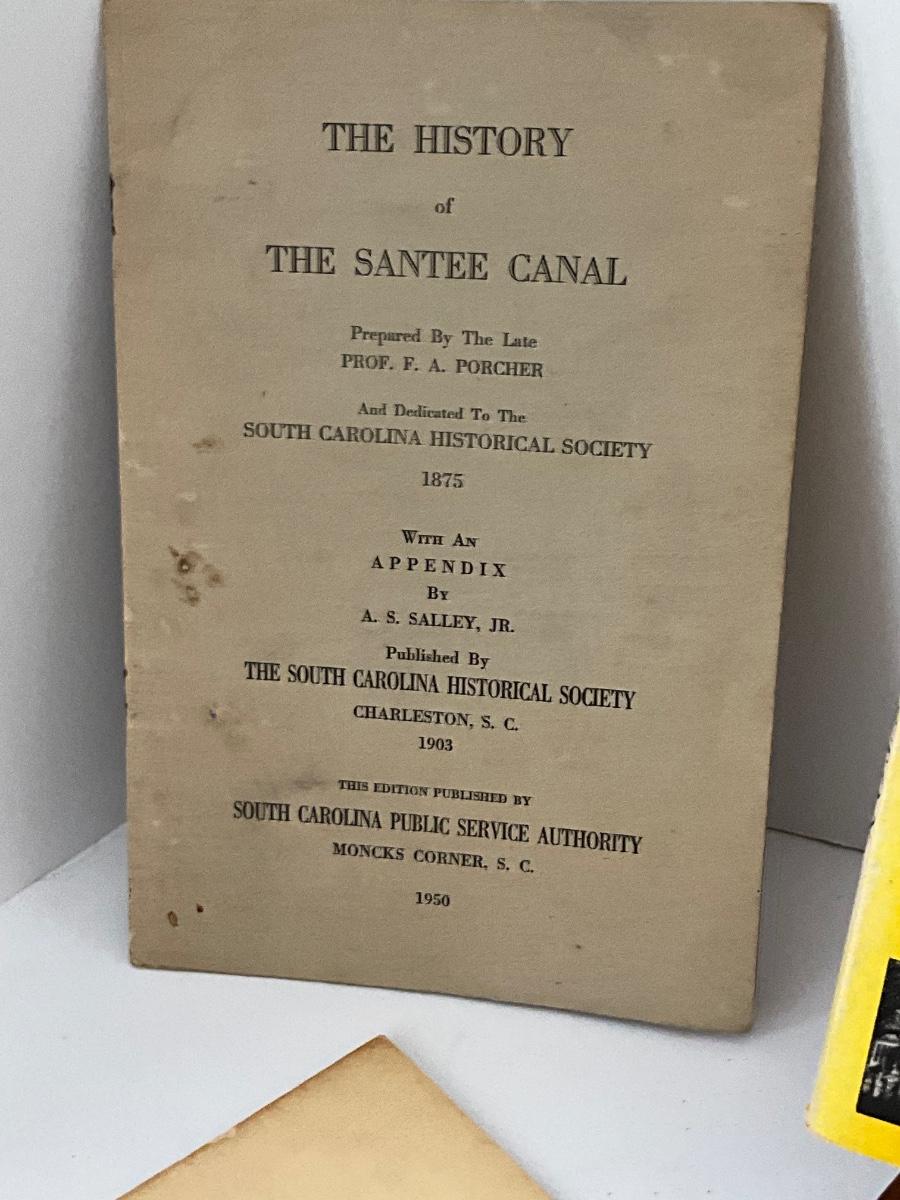 THE HISTORY
of
THE SANTEE CANAL
Prepared By The Late
PROF. F. A. PORCHER
And Dedicated To The
SOUTH CAROLINA HISTORICAL SOCIETY
1875
WITH AN
APPENDIX
BY
A. S. SALLEY, JR.
Published By
THE SOUTH CAROLINA HISTORICAL SOCIETY
CHARLESTON, S. C.
1903
THIS EDITION PUBLISHED BY
SOUTH CAROLINA PUBLIC SERVICE AUTHORITY
MONCKS CORNER, S. C.
1950